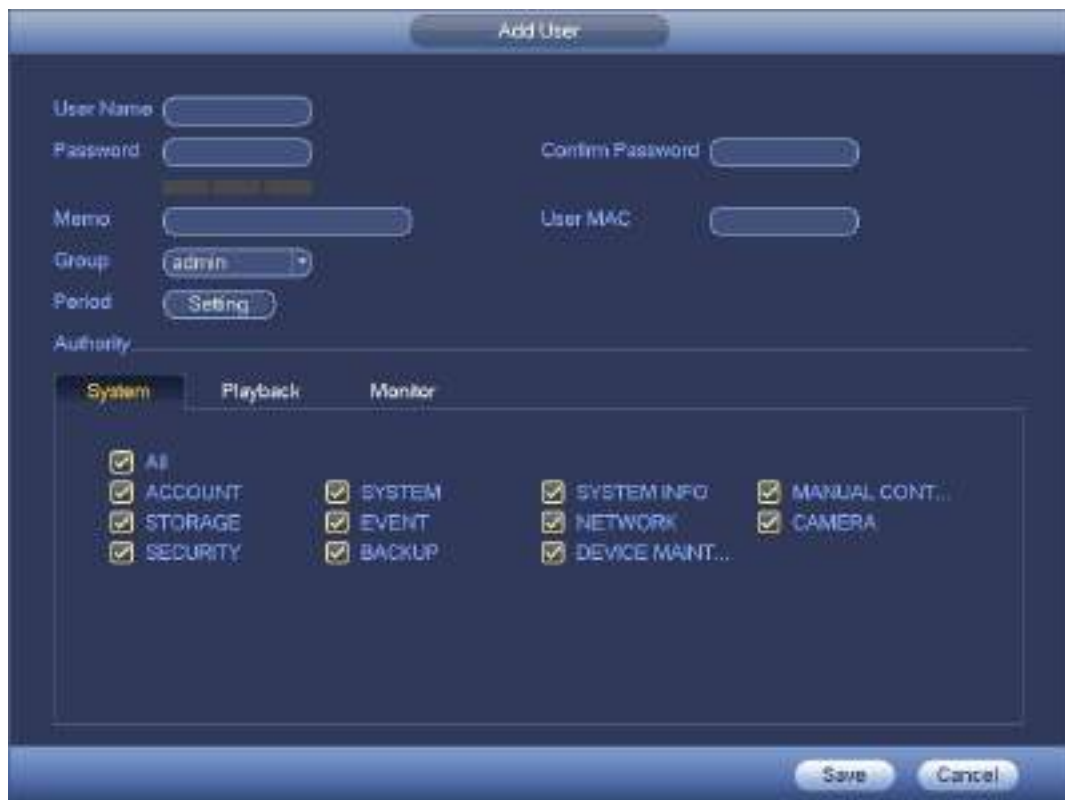 Add User
User Name
Password
Confirm Password
Memo
User MAC
Group admin
Period Setting
Authority
System Playback Monitor
All
ACCOUNT SYSTEM SYSTEM INFO MANUAL CONT...
STORAGE EVENT NETWORK CAMERA
SECURITY BACKUP DEVICE MAINT...
Save Cancel